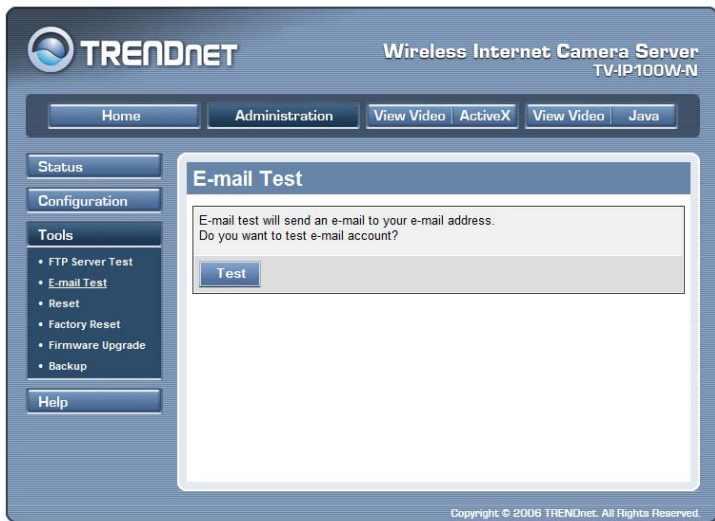 TRENDNET
Wireless Internet Camera Server
TV-IP100W-N
Home
Administration
View Video ActiveX
View Video Java
Status
Configuration
Tools
• FTP Server Test
• E-mail Test
• Reset
• Factory Reset
• Firmware Upgrade
• Backup
Help
E-mail Test
E-mail test will send an e-mail to your e-mail address.
Do you want to test e-mail account?
Test
Copyright © 2006 TRENDnet. All Rights Reserved.